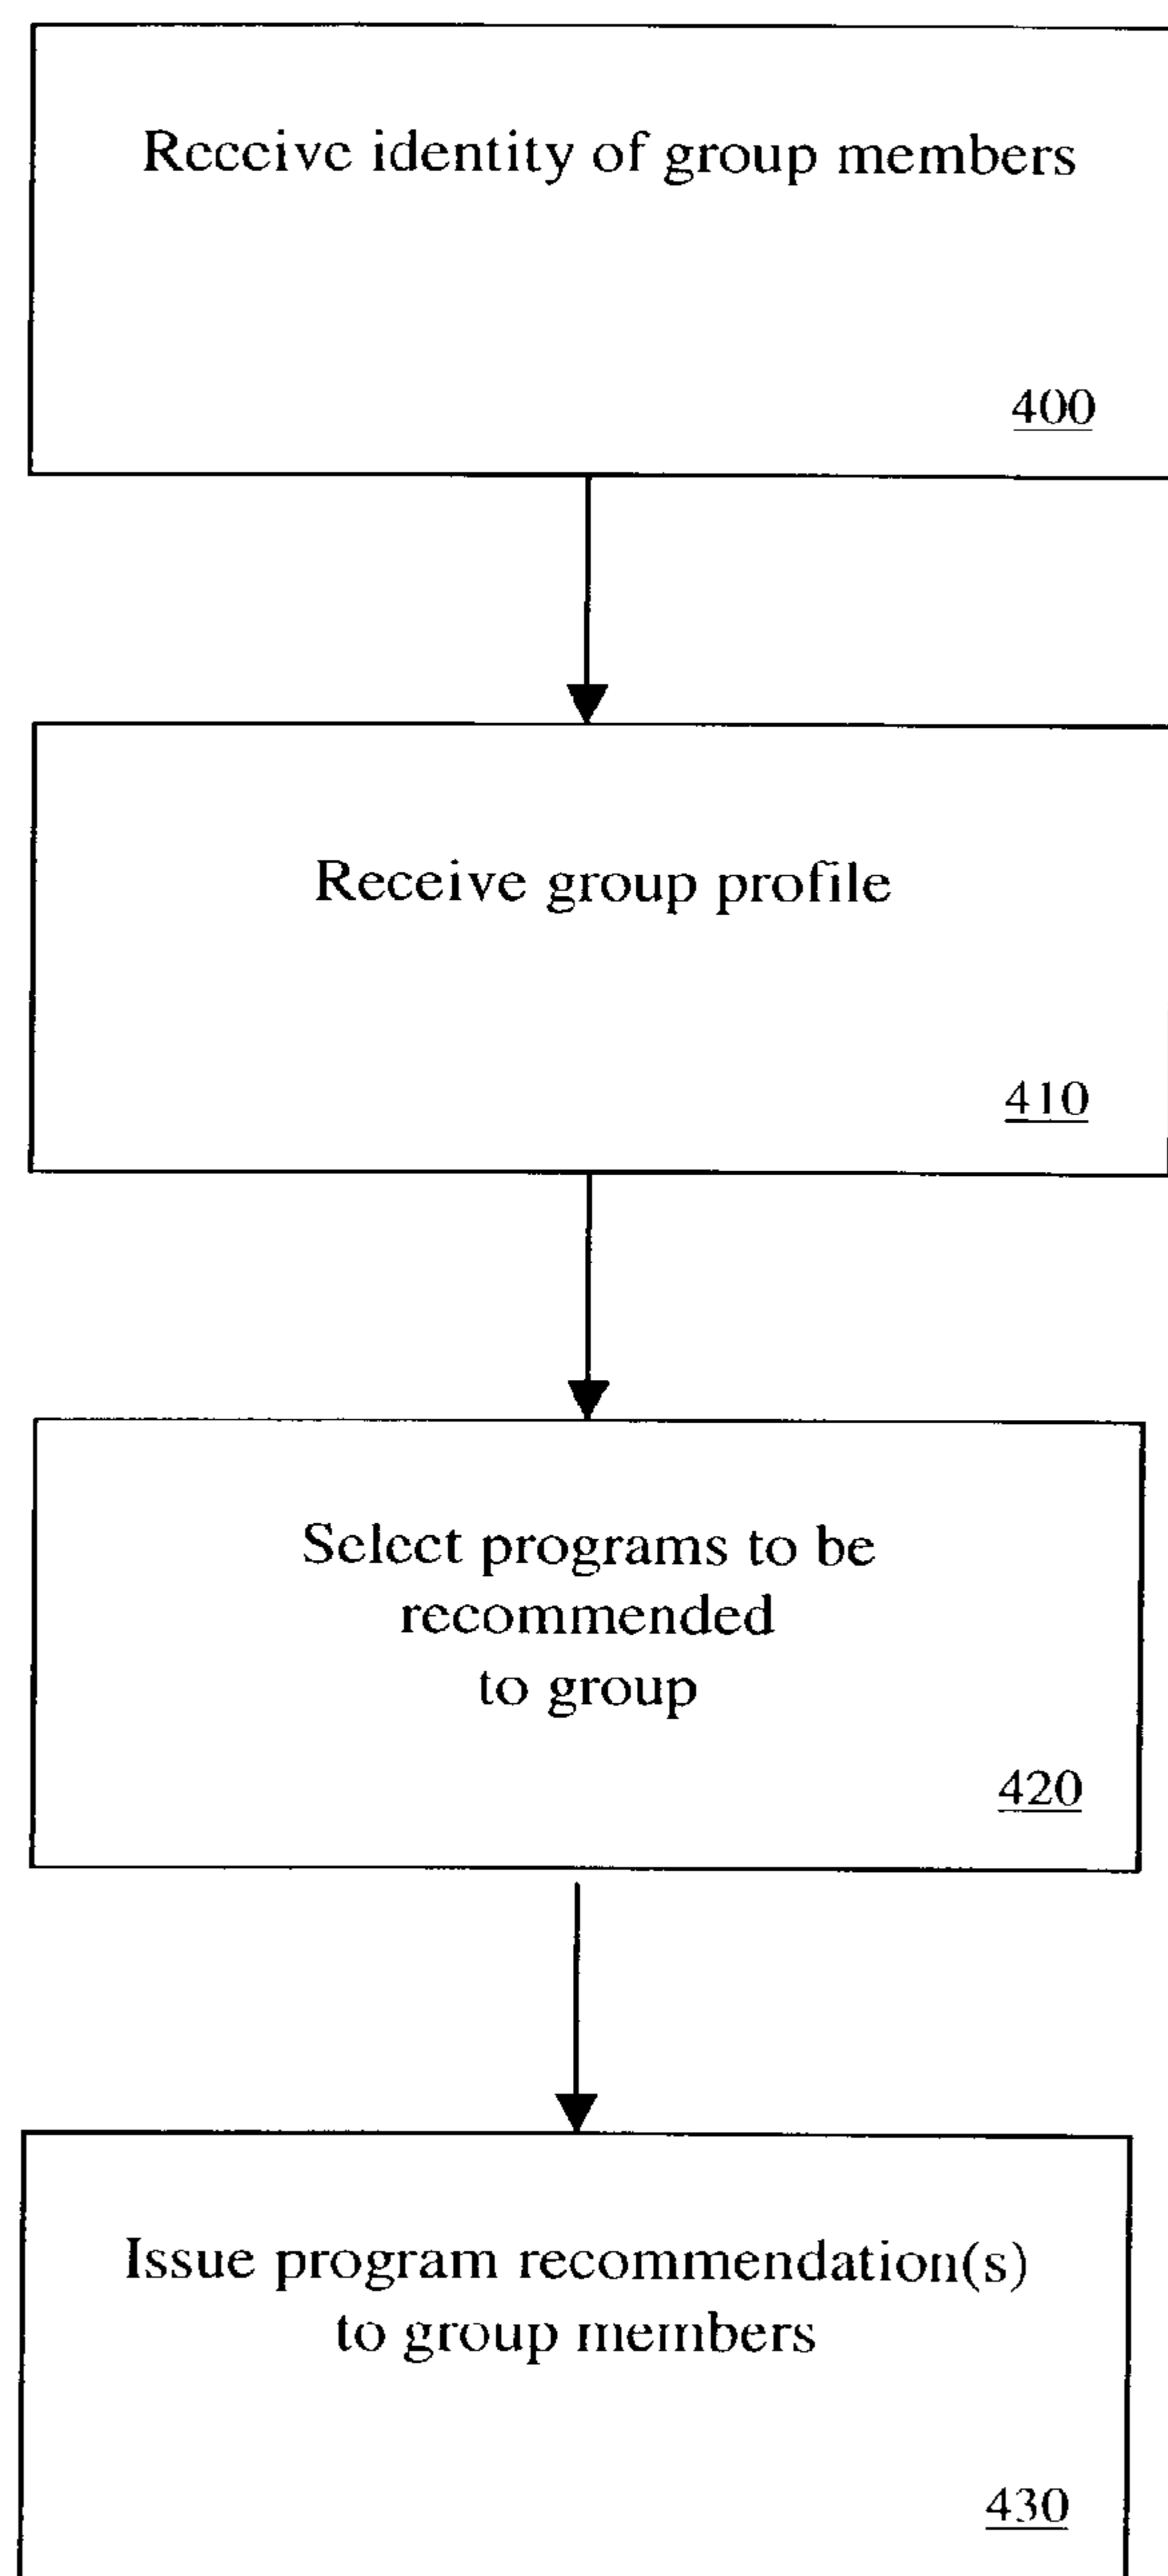 Receive identity of group members
400
Receive group profile
410
Select programs to be
recommended
to group
420
Issue program recommendation(s)
to group members
430